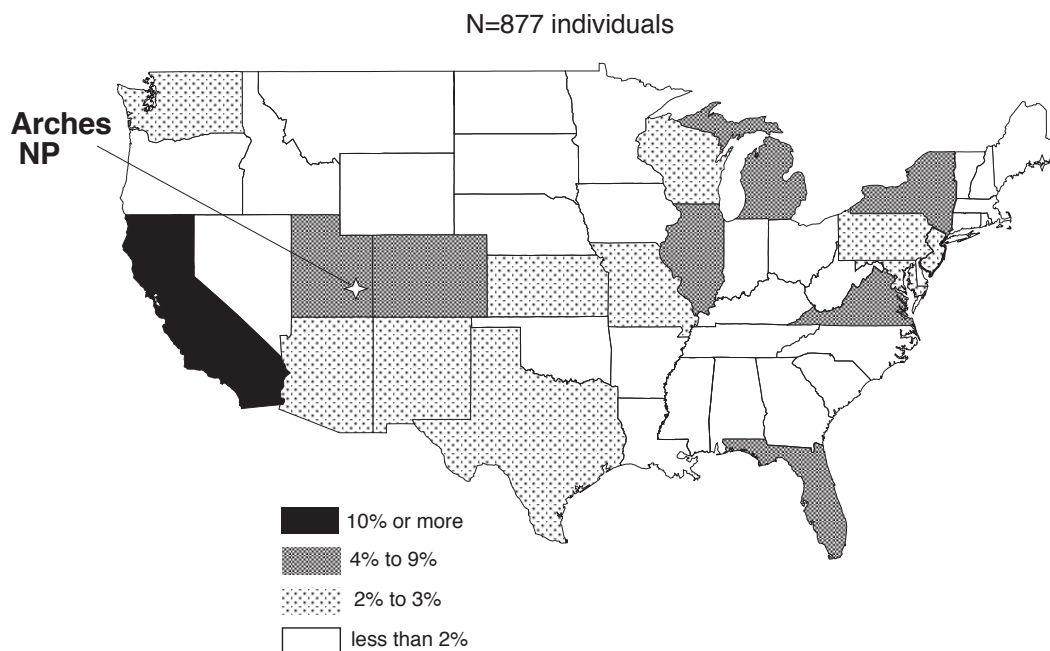 N=877 individuals
Arches
NP
10% or more
4% to 9%
2% to 3%
less than 2%